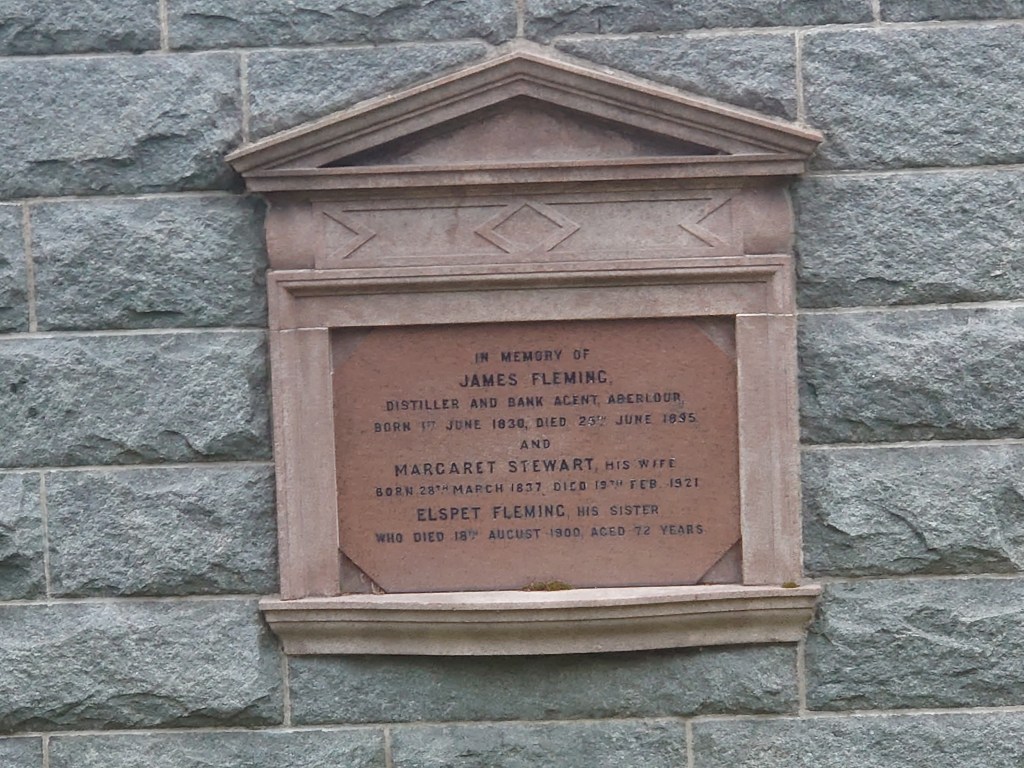 IN MEMORY OF
JAMES FLEMING,
DISTILLER AND BANK AGENT, ABERLOUR,
BORN 1ST JUNE 1830, DIED 25TH JUNE 1895
AND
MARGARET STEWART, HIS WIFE
BORN 28TH MARCH 1837, DIED 19TH FEB. 1921
ELSPET FLEMING, HIS SISTER
WHO DIED 18TH AUGUST 1900, AGED 72 YEARS